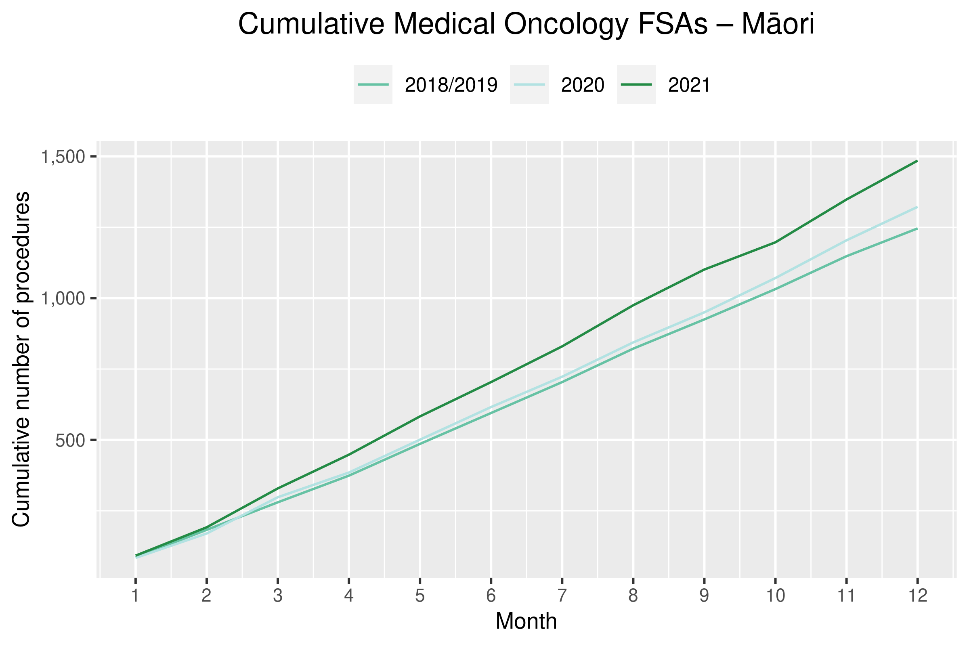 Cumulative Medical Oncology FSAs – Māori
2018/2019 2020 2021
Cumulative number of procedures
1,500
1,000
500
1 2 3 4 5 6 7 8 9 10 11 12
Month